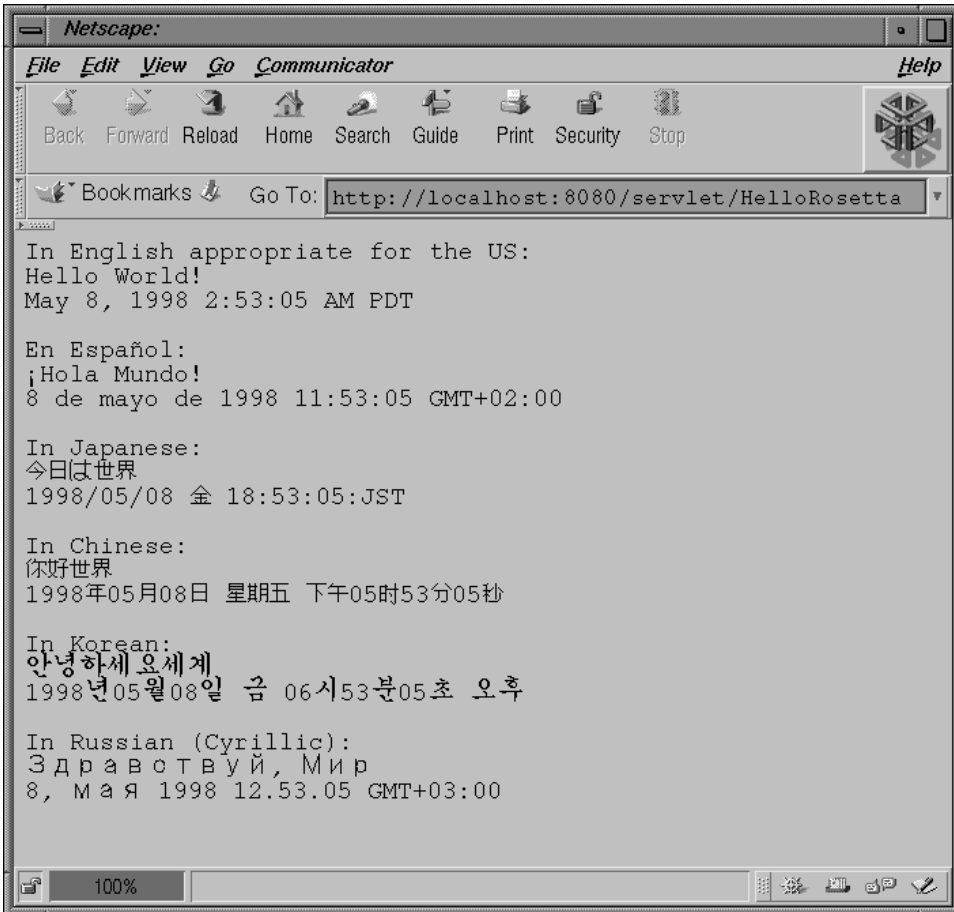 Netscape:
File Edit View Go Communicator Help
Back Forward Reload Home Search Guide Print Security Stop
Bookmarks Go To: http://localhost:8080/servlet/HelloRosetta
In English appropriate for the US:
Hello World!
May 8, 1998 2:53:05 AM PDT
En Español:
¡Hola Mundo!
8 de mayo de 1998 11:53:05 GMT+02:00
In Japanese:
今日は世界
1998/05/08 金 18:53:05:JST
In Chinese:
你好世界
1998年05月08日 星期五 下午05时53分05秒
In Korean:
안녕하세요세계
1998년05월08일 금 06시53분05초 오후
In Russian (Cyrillic):
Здравствуй, Мир
8, мая 1998 12.53.05 GMT+03:00
100%